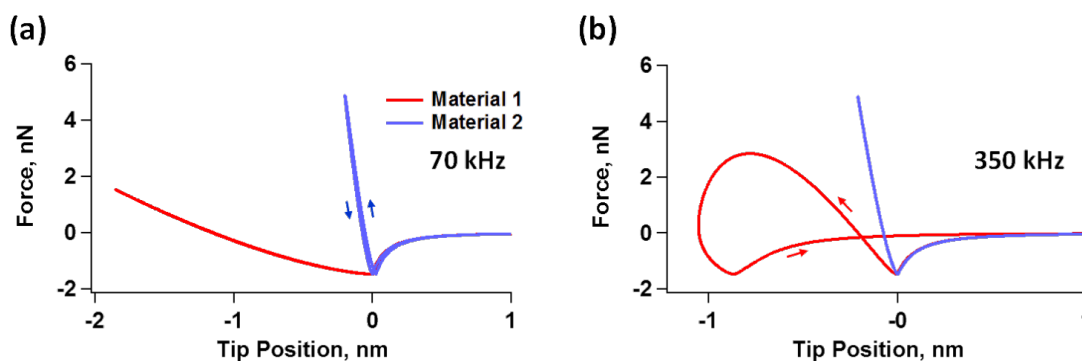 (a)
6
4
2
0
-2
Force, nN
Material 1
Material 2
70 kHz
-2
-1
0
1
Tip Position, nm
(b)
6
4
2
0
-2
Force, nN
350 kHz
-1
-0
Tip Position, nm